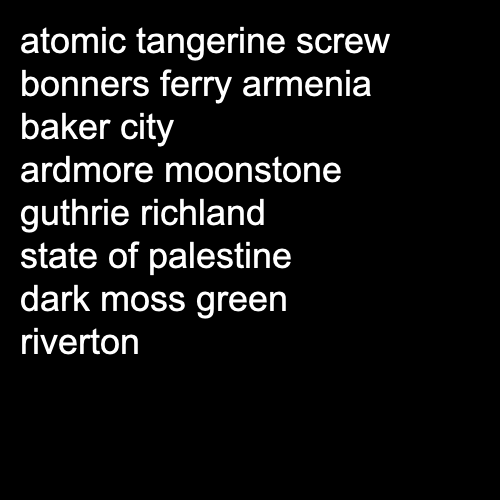 atomic tangerine screw
bonners ferry armenia
baker city
ardmore moonstone
guthrie richland
state of palestine
dark moss green
riverton